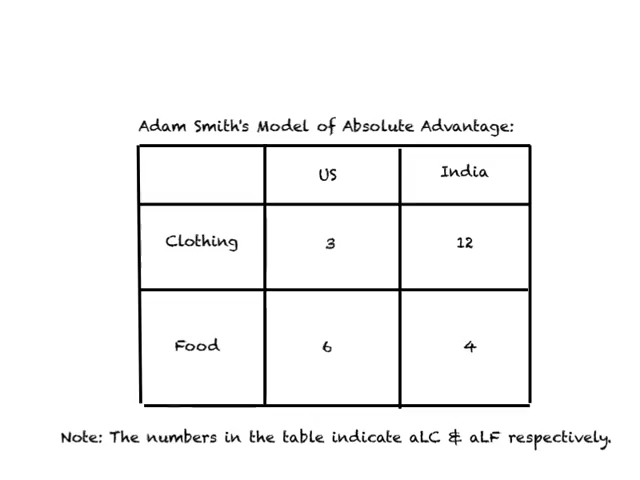 Adam Smith's Model of Absolute Advantage:
US India
Clothing 3 12
Food 6 4
Note: The numbers in the table indicate aLC & aLF respectively.